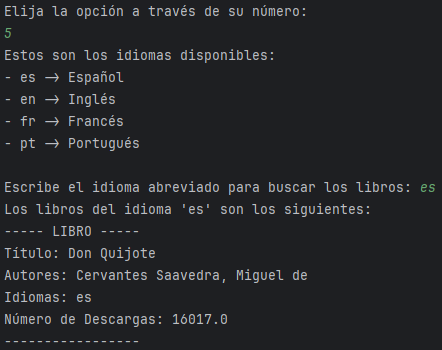 Elija la opción a través de su número:
5
Estos son los idiomas disponibles:
- es -> Español
- en -> Inglés
- fr -> Francés
- pt -> Portugués
Escribe el idioma abreviado para buscar los libros: es
Los libros del idioma 'es' son los siguientes:
----- LIBRO -----
Título: Don Quijote
Autores: Cervantes Saavedra, Miguel de
Idiomas: es
Número de Descargas: 16017.0
-----------------